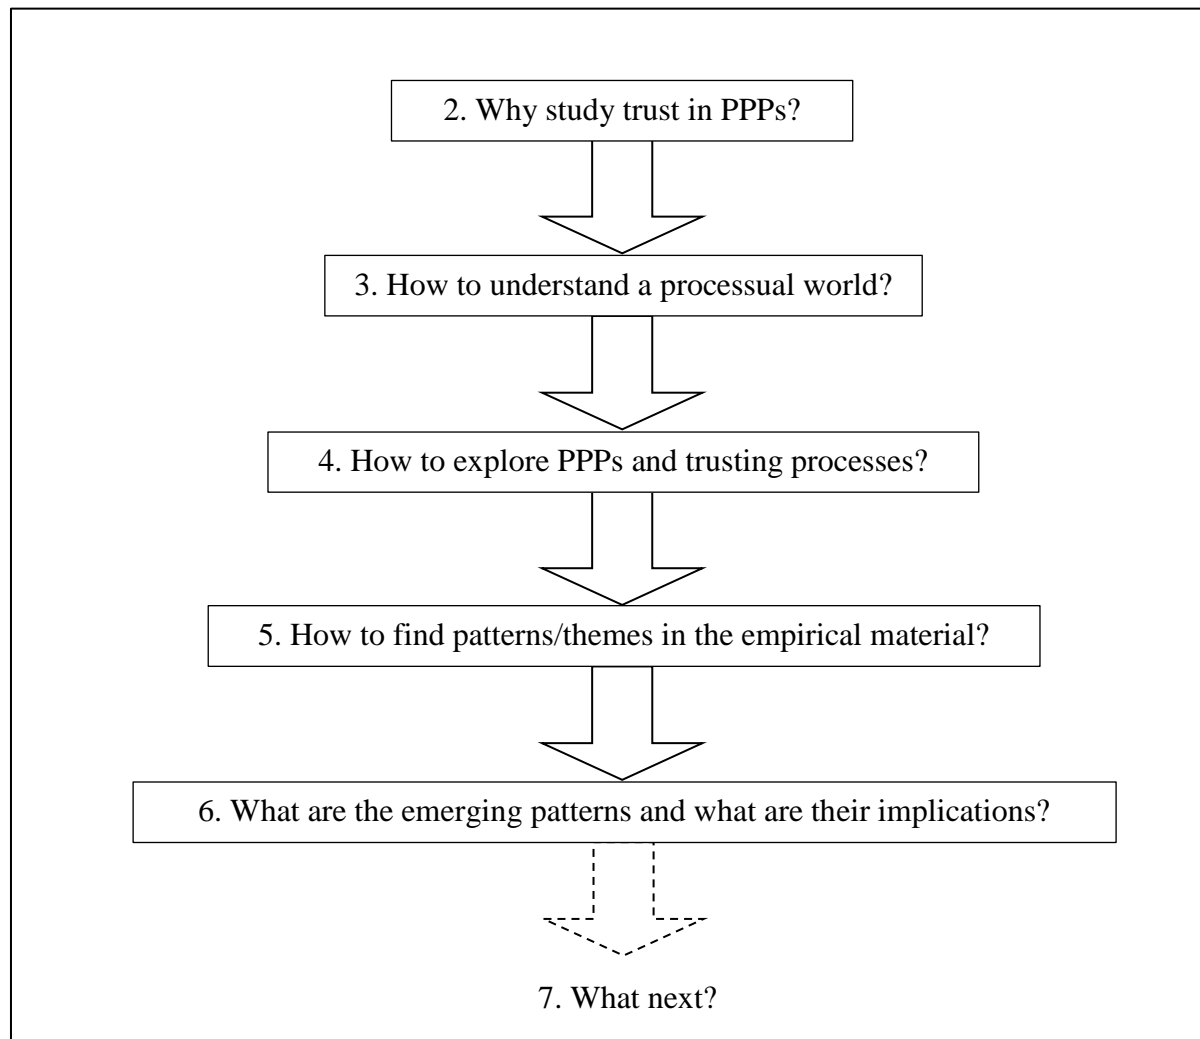 2. Why study trust in PPPs?
3. How to understand a processual world?
4. How to explore PPPs and trusting processes?
5. How to find patterns/themes in the empirical material?
6. What are the emerging patterns and what are their implications?
7. What next?